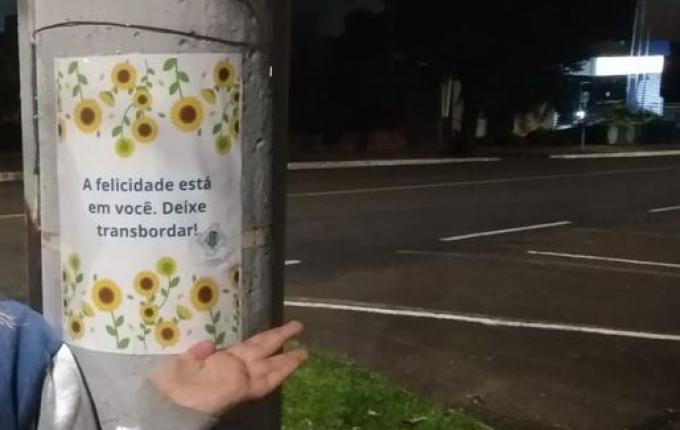 A felicidade está
em você. Deixe
transbordar!